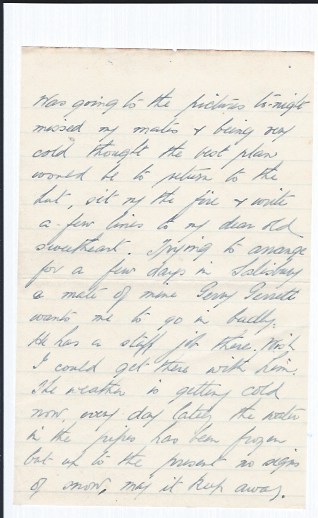 Was going to the pictures to-night
missed my mates & being very
cold thought the best plan
would be to return to the
hut, sit by the fire & write
a few lines to my dear old
sweetheart. Trying to arrange
for a few days in Salisbury
a mate of mine Perry
wants me to go in badly.
He has a staff job there. Wish
I could get there with him.
The weather is getting cold
now, every day lately the water
in the pipes has been frozen
but up to the present no signs
of snow, may it keep away.